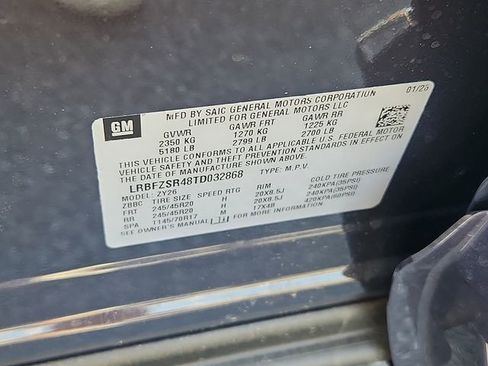 GM
MFD BY SAIC GENERAL MOTORS CORPORATION
LIMITED FOR GENERAL MOTORS LLC
01/25
GVWR GAWR FRT GAWR RR
2350 KG 1270 KG 1225 KG
5180 LB 2799 LB 2700 LB
THIS VEHICLE CONFORMS TO ALL APPLICABLE U.S. FEDERAL MOTOR
VEHICLE SAFETY AND THEFT PREVENTION STANDARDS IN EFFECT ON
THE DATE OF MANUFACTURE SHOWN ABOVE.
LRBFZSR48TD032868 TYPE: M.P.V.
MODEL: ZY26
ZBBC TIRE SIZE SPEED RTG RIM COLD TIRE PRESSURE
FRT 245/45R20 H 20X8.5J 240KPA(35PSI)
RR 245/45R20 H 20X8.5J 240KPA(35PSI)
SPA T145/70R17 M 17X4B 420KPA(60PSI)
SEE OWNER'S MANUAL